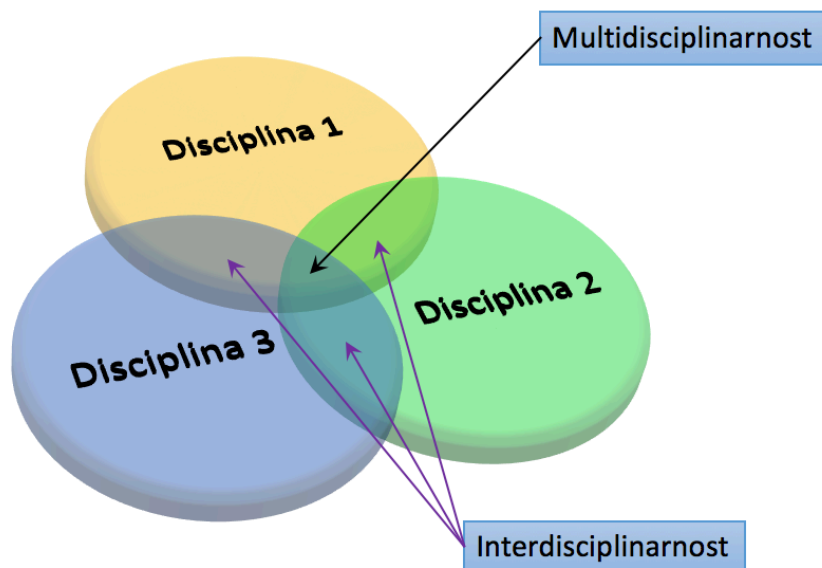 Multidisciplinarnost
Disciplina 1
Disciplina 2
Disciplina 3
Interdisciplinarnost